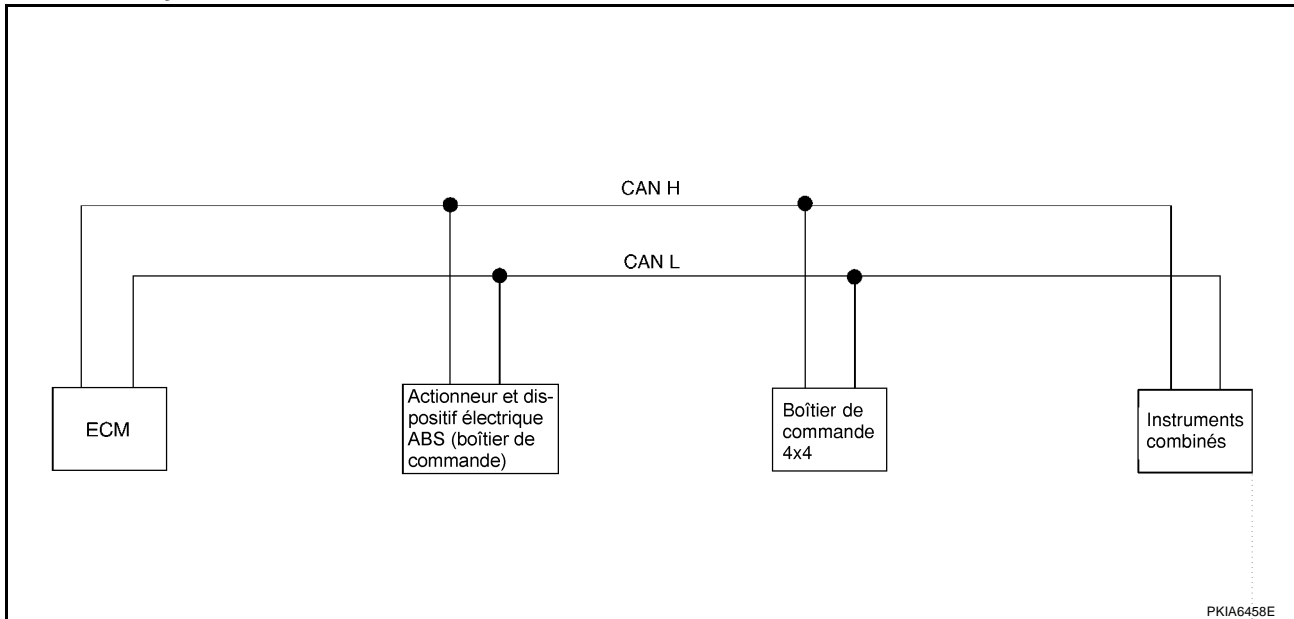 CAN H
CAN L
ECM
Actionneur et dis-
positif électrique
ABS (boîtier de
commande)
Boîtier de
commande
4x4
Instruments
combinés
PKIA6458E